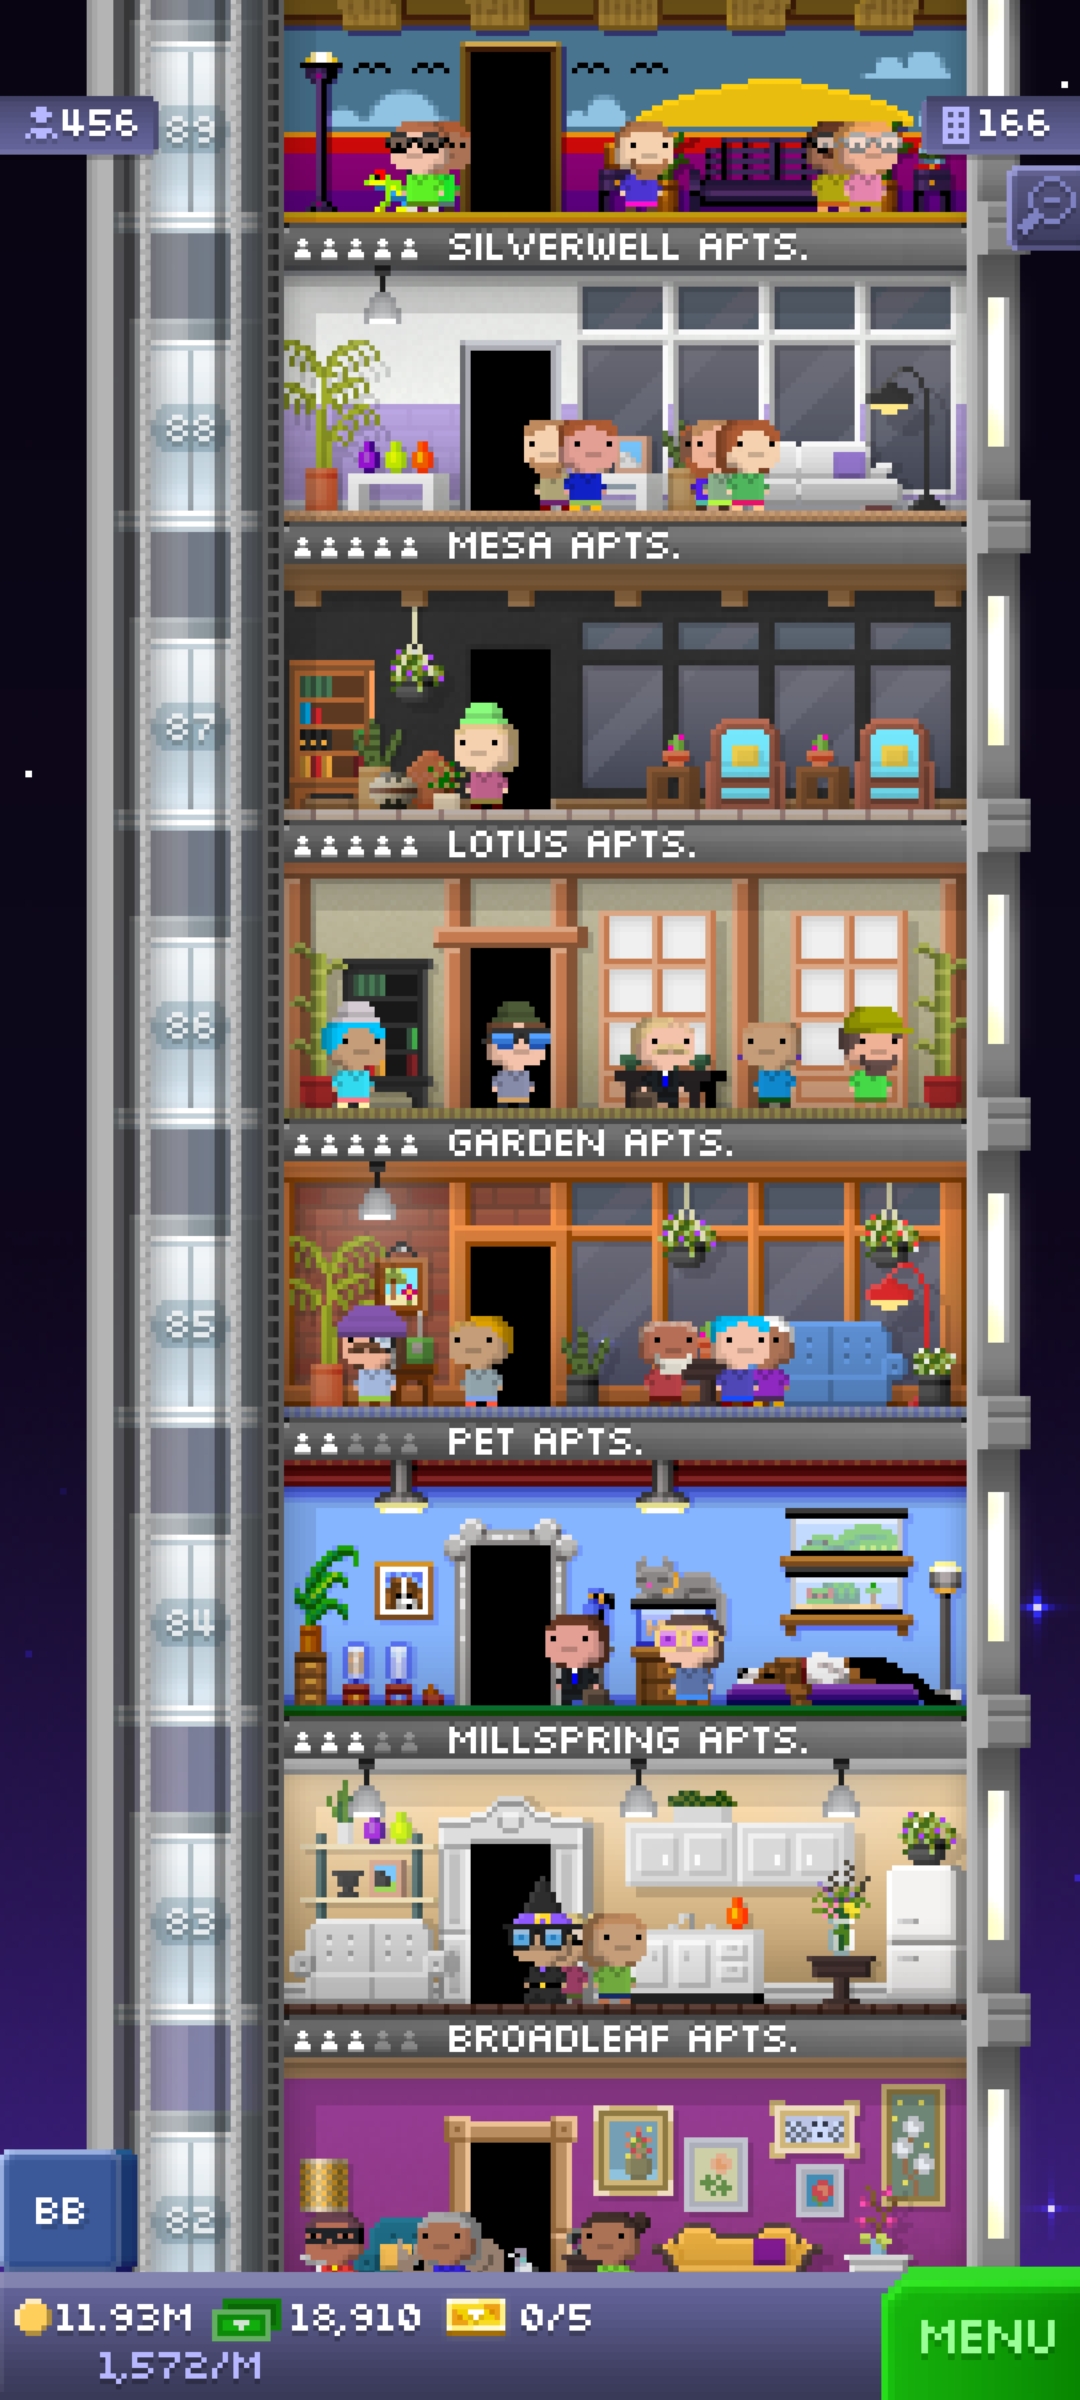 456
89
166
SILVERWELL APTS.
88
MESA APTS.
87
LOTUS APTS.
86
GARDEN APTS.
85
PET APTS.
84
MILLSPRING APTS.
83
BROADLEAF APTS.
82
BB
11.93M 18,910 0/5
1,572/M
MENU